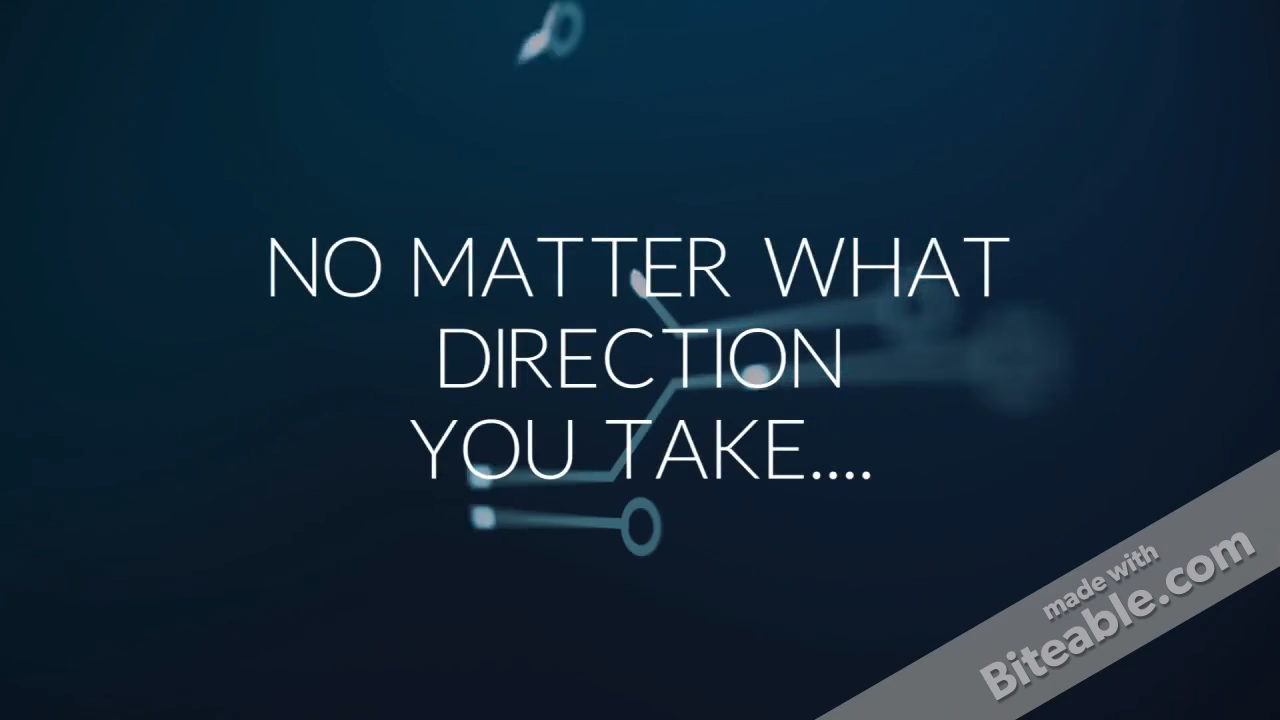 NO MATTER WHAT
DIRECTION
YOU TAKE....
made with
Biteable.com